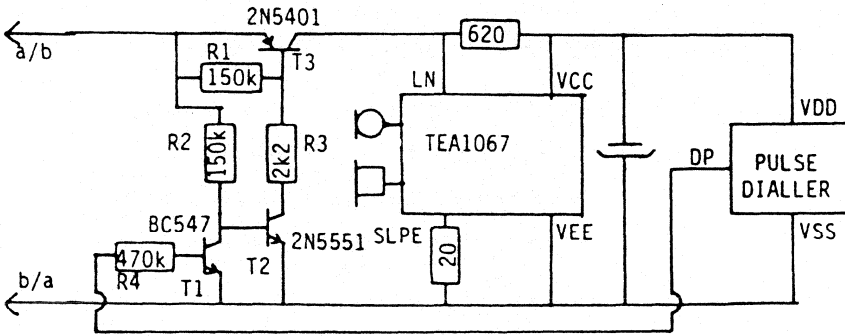 2N5401
a/b
R1
T3
620
150k
LN
VCC
VDD
R2
150k
R3
2k2
TEA1067
DP
PULSE
DIALLER
BC547
2N5551
SLPE
20
VEE
VSS
470k
R4
T1
T2
b/a